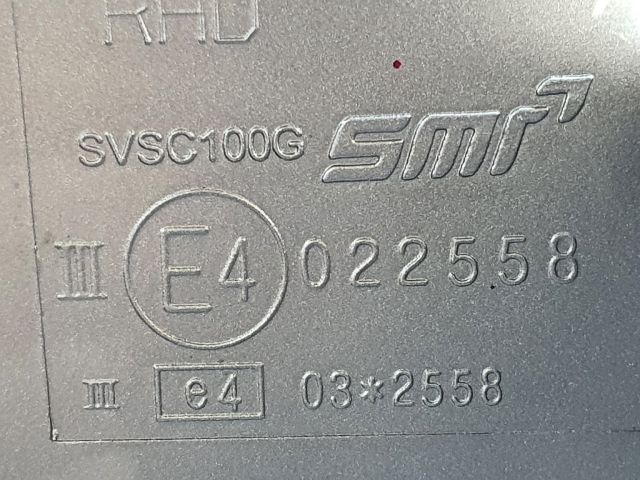 RHD
SVSC100G smr
III E4 022558
III e4 03*2558